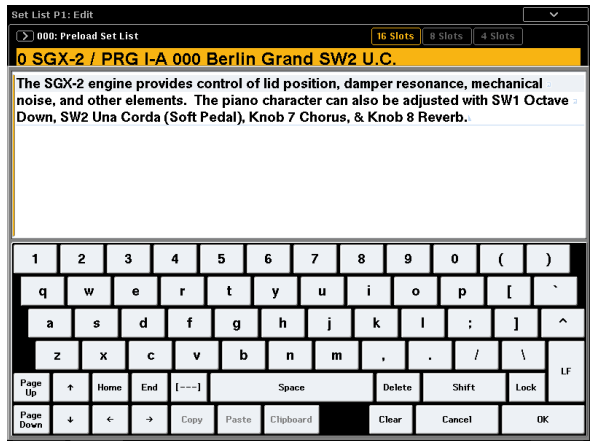 Set List P1: Edit
000: Preload Set List
16 Slots 8 Slots 4 Slots
0 SGX-2 / PRG I-A 000 Berlin Grand SW2 U.C.
The SGX-2 engine provides control of lid position, damper resonance, mechanical
noise, and other elements. The piano character can also be adjusted with SW1 Octave
Down, SW2 Una Corda (Soft Pedal), Knob 7 Chorus, & Knob 8 Reverb.
1 2 3 4 5 6 7 8 9 0 ( )
q w e r t y u i o p [ `
a s d f g h j k l ; ] ^
z x c v b n m , . / \ LF
Page Up ↑ Home End [---] Space Delete Shift Lock
Page Down ↓ ← → Copy Paste Clipboard Clear Cancel OK